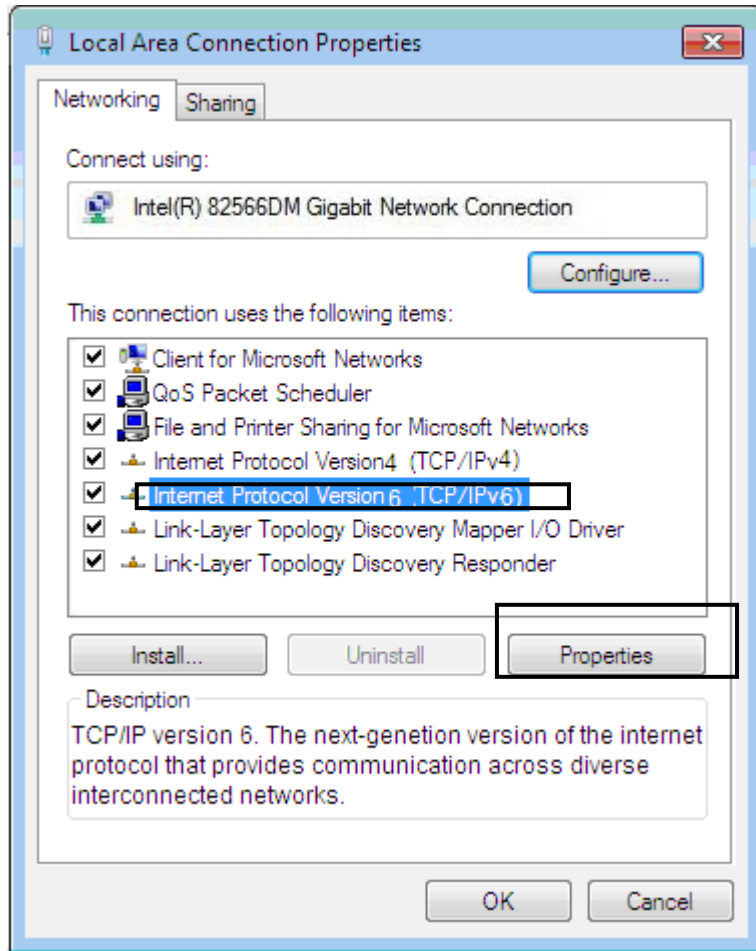 Local Area Connection Properties
Networking Sharing
Connect using:
Intel(R) 82566DM Gigabit Network Connection
Configure...
This connection uses the following items:
Client for Microsoft Networks
QoS Packet Scheduler
File and Printer Sharing for Microsoft Networks
Internet Protocol Version4 (TCP/IPv4)
Internet Protocol Version 6 (TCP/IPv6)
Link-Layer Topology Discovery Mapper I/O Driver
Link-Layer Topology Discovery Responder
Install... Uninstall Properties
Description
TCP/IP version 6. The next-genetion version of the internet
protocol that provides communication across diverse
interconnected networks.
OK Cancel